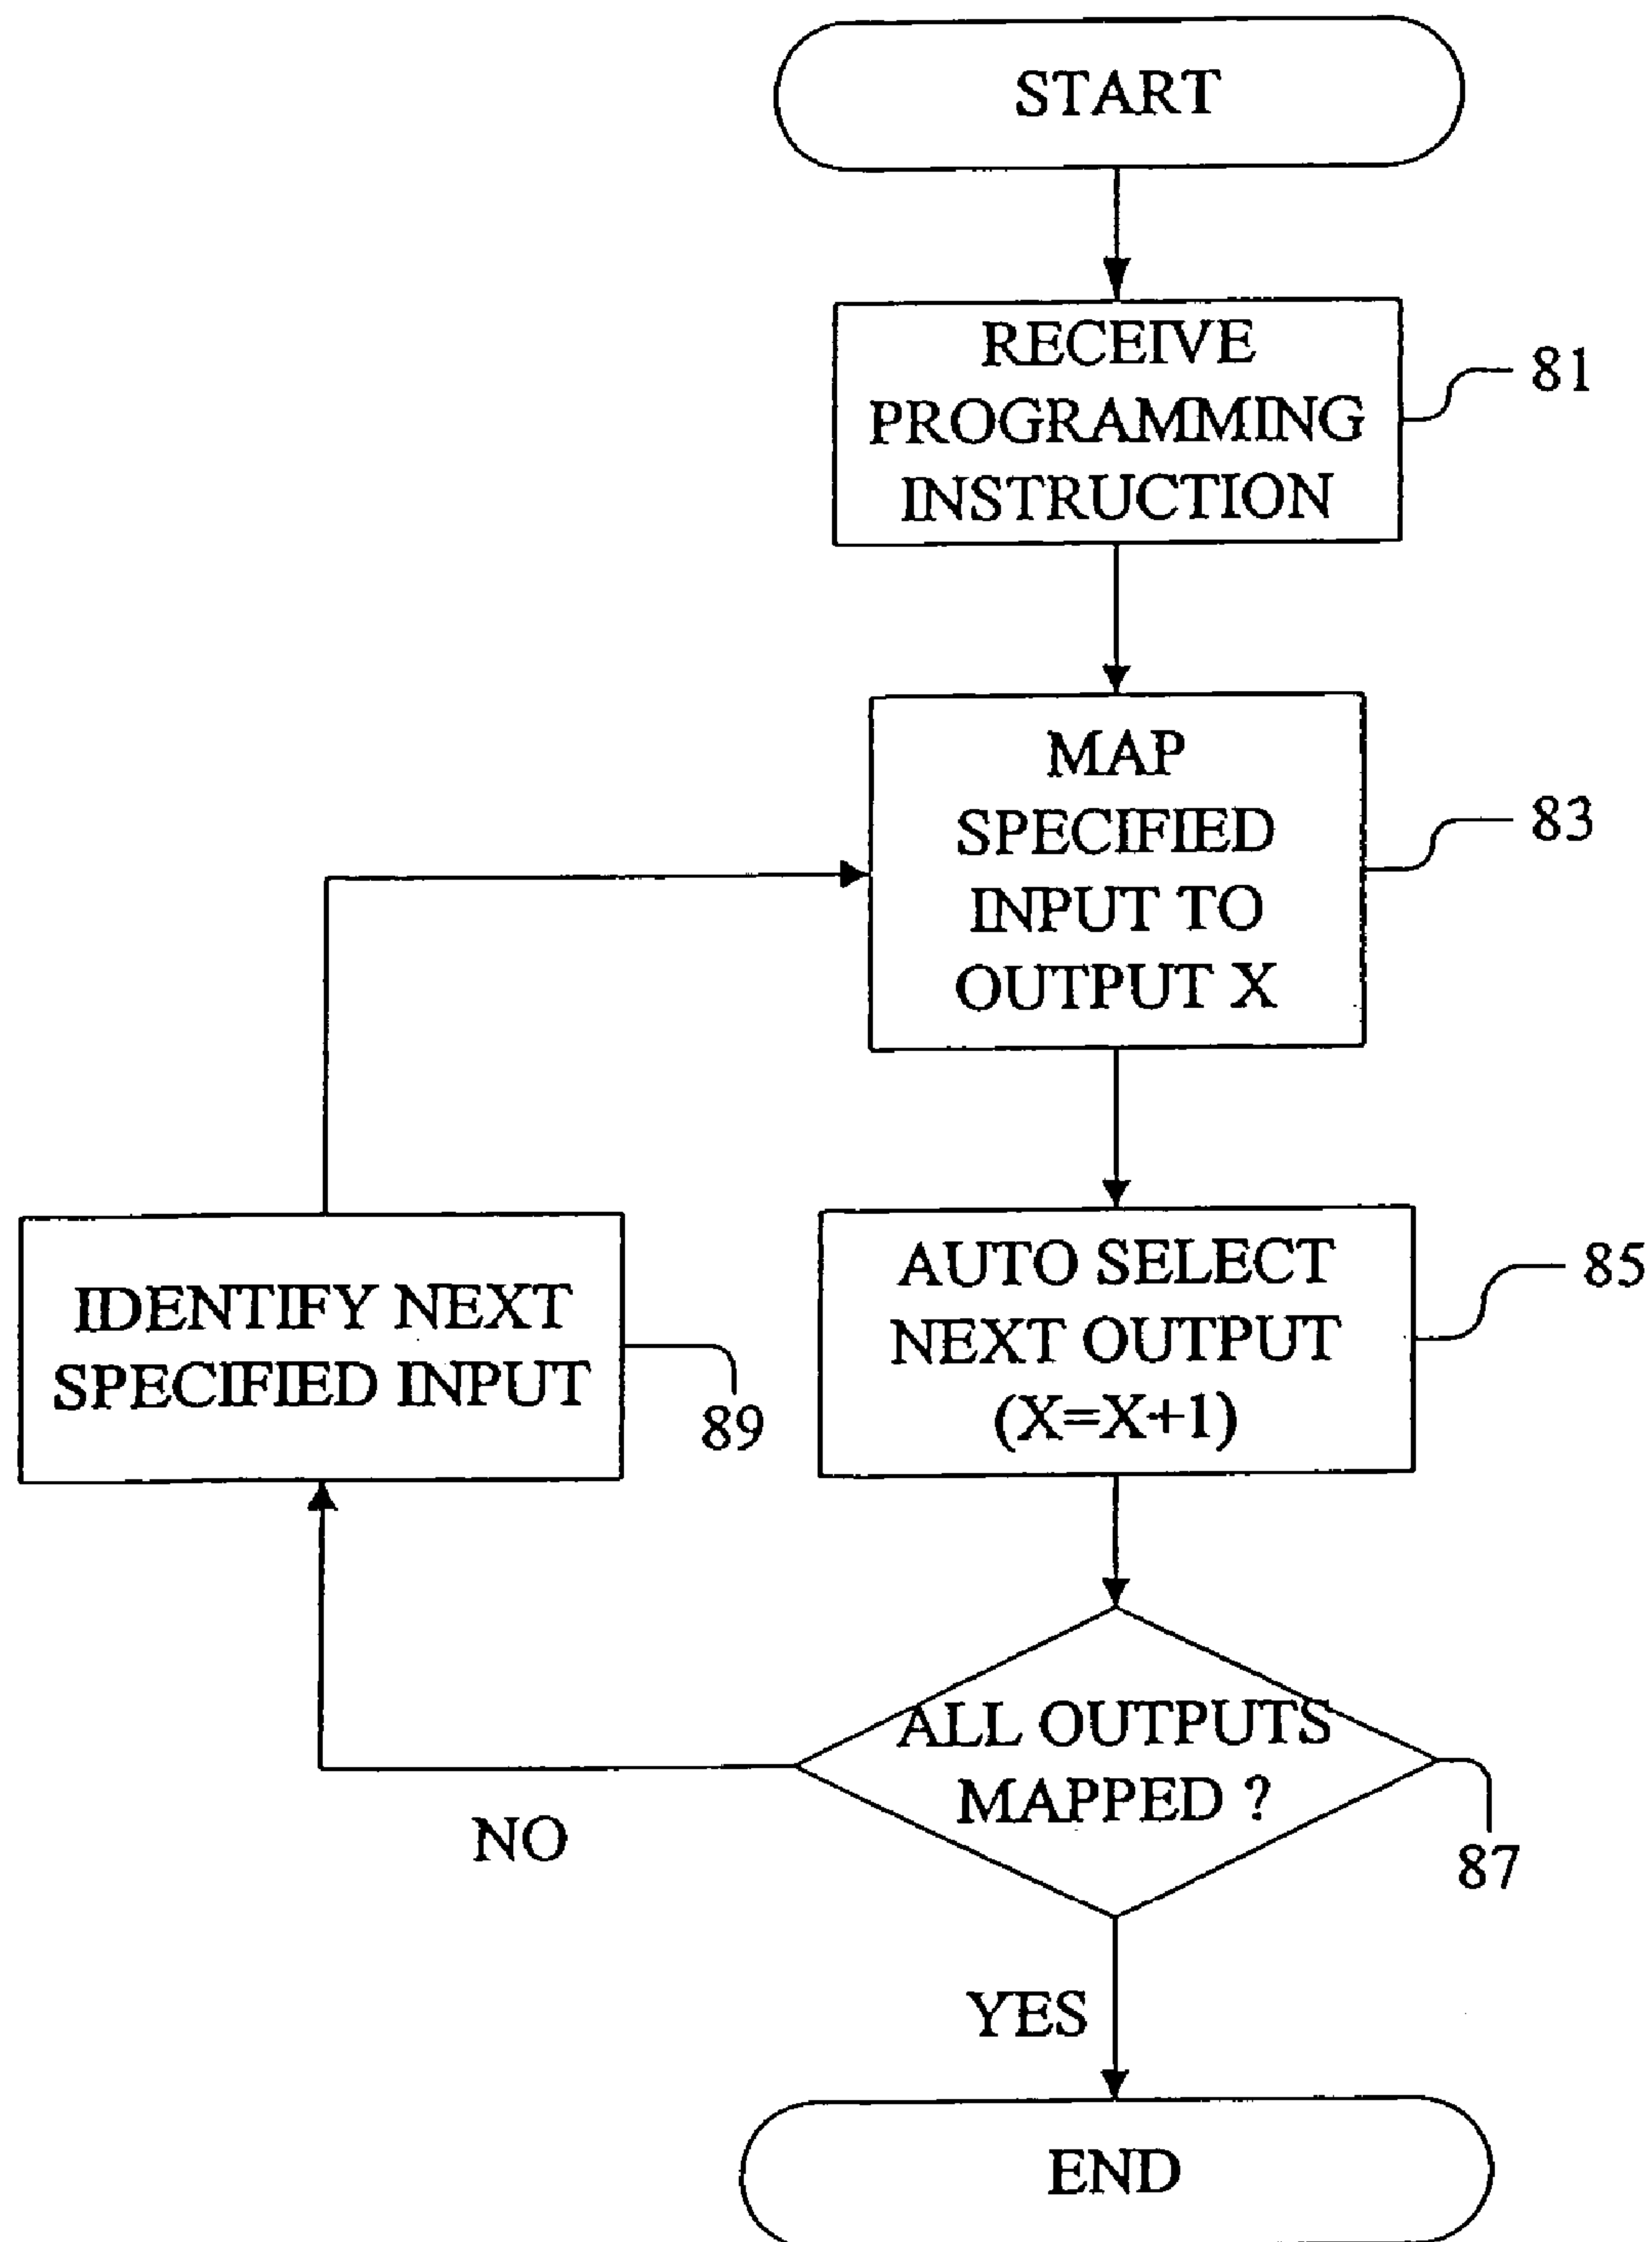 START
RECEIVE
PROGRAMMING
INSTRUCTION
81
MAP
SPECIFIED
INPUT TO
OUTPUT X
83
AUTO SELECT
NEXT OUTPUT
(X=X+1)
85
IDENTIFY NEXT
SPECIFIED INPUT
89
ALL OUTPUTS
MAPPED ?
87
NO
YES
END